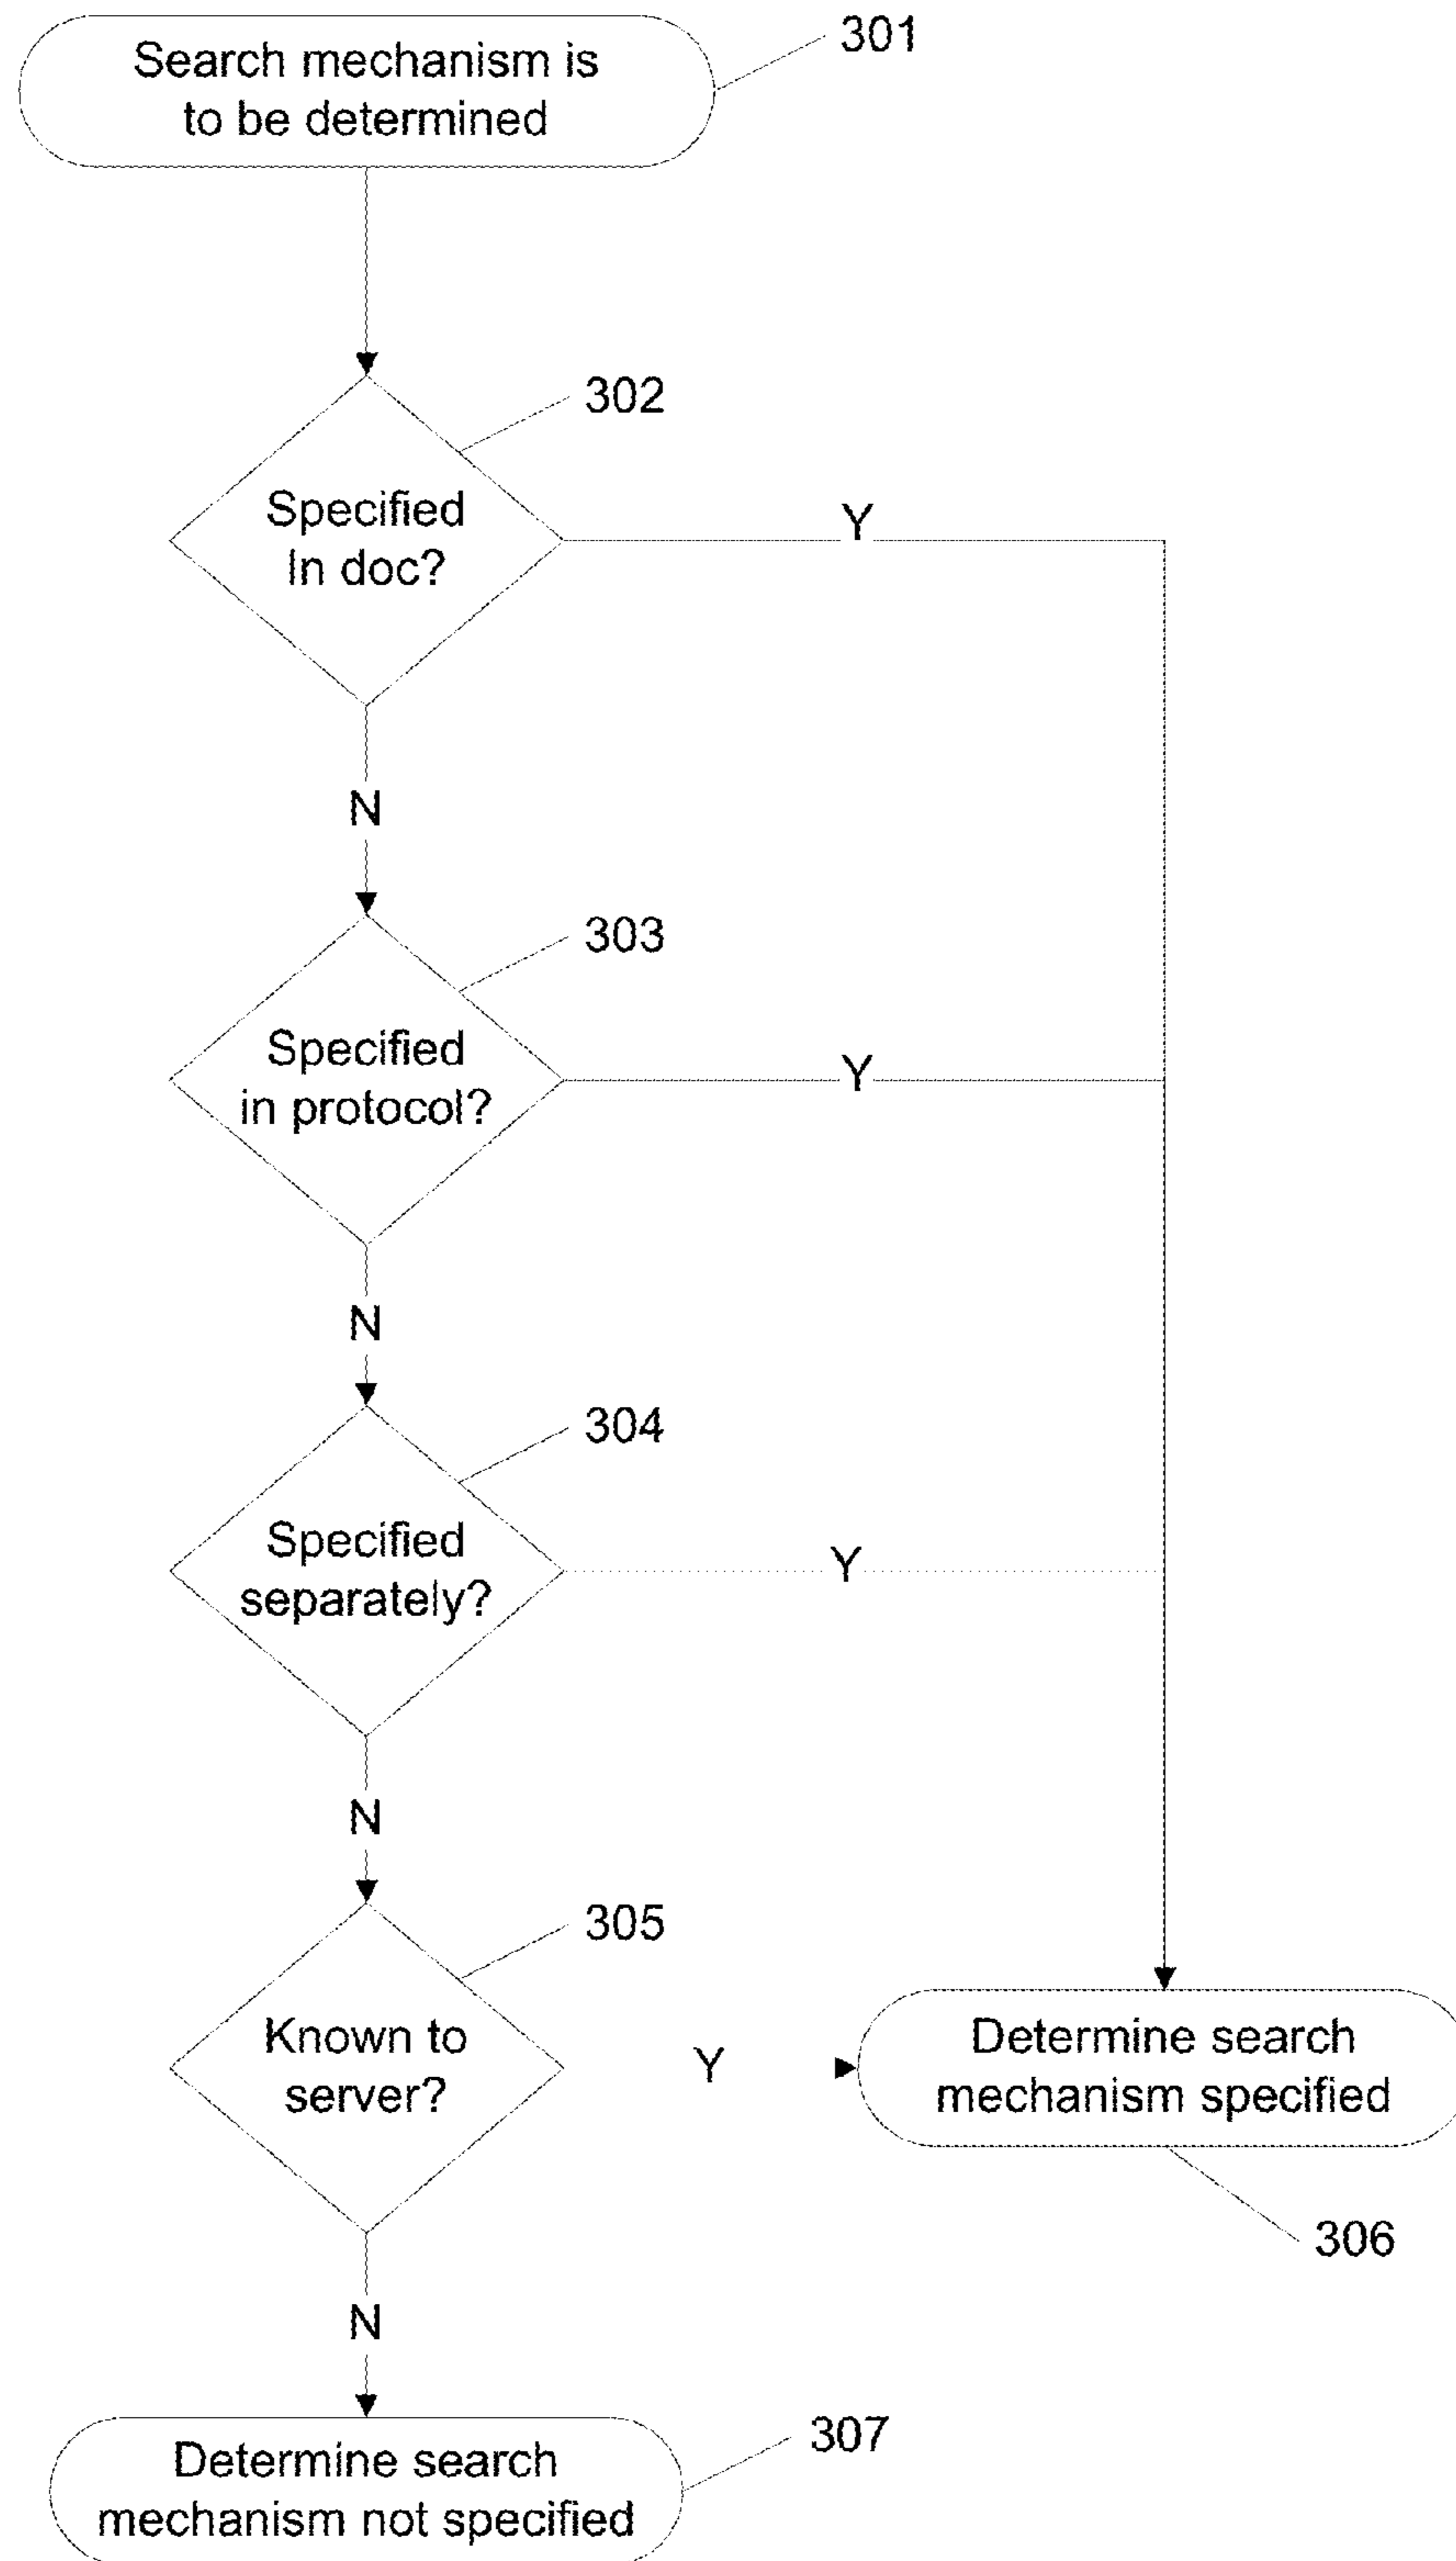 Search mechanism is
to be determined
301
302
Specified
In doc?
Y
N
303
Specified
in protocol?
Y
N
304
Specified
separately?
Y
N
305
Known to
server?
Y
Determine search
mechanism specified
306
N
307
Determine search
mechanism not specified